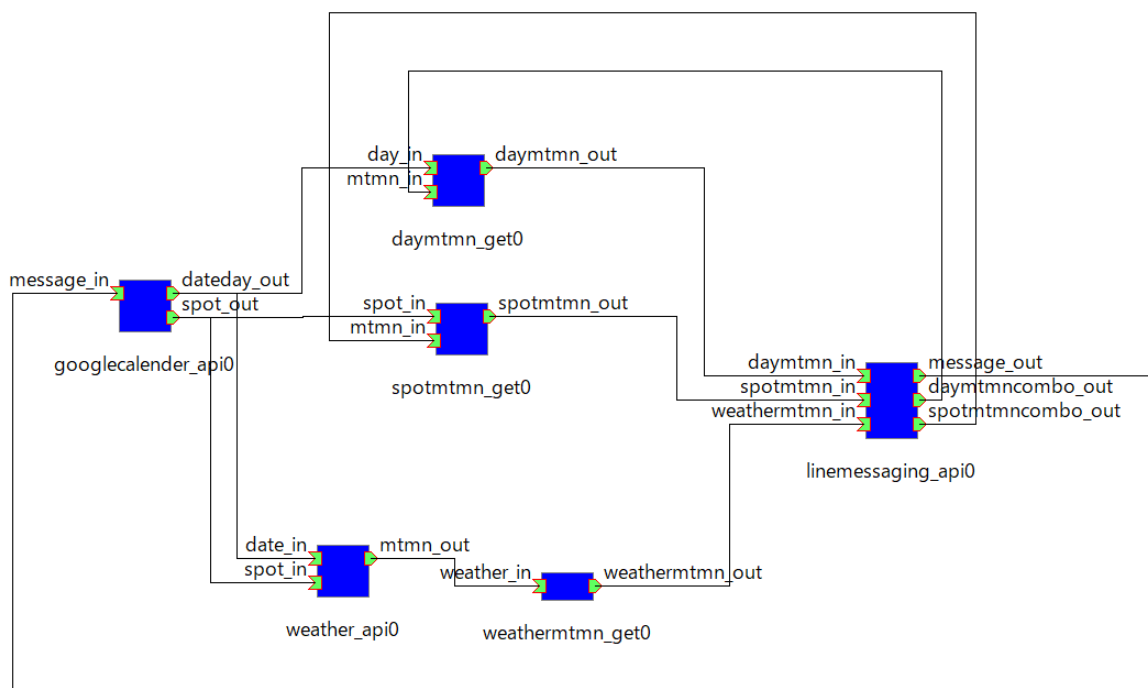 day_in
daymtmn_out
mtmn_in
daymtmn_get0
message_in
dateday_out
spot_out
googlecalender_api0
spot_in
spotmtmn_out
mtmn_in
spotmtmn_get0
daymtmn_in
message_out
spotmtmn_in
daymtmncombo_out
weathermtmn_in
spotmtmncombo_out
linemessaging_api0
date_in
mtmn_out
spot_in
weather_api0
weather_in
weathermtmn_out
weathermtmn_get0